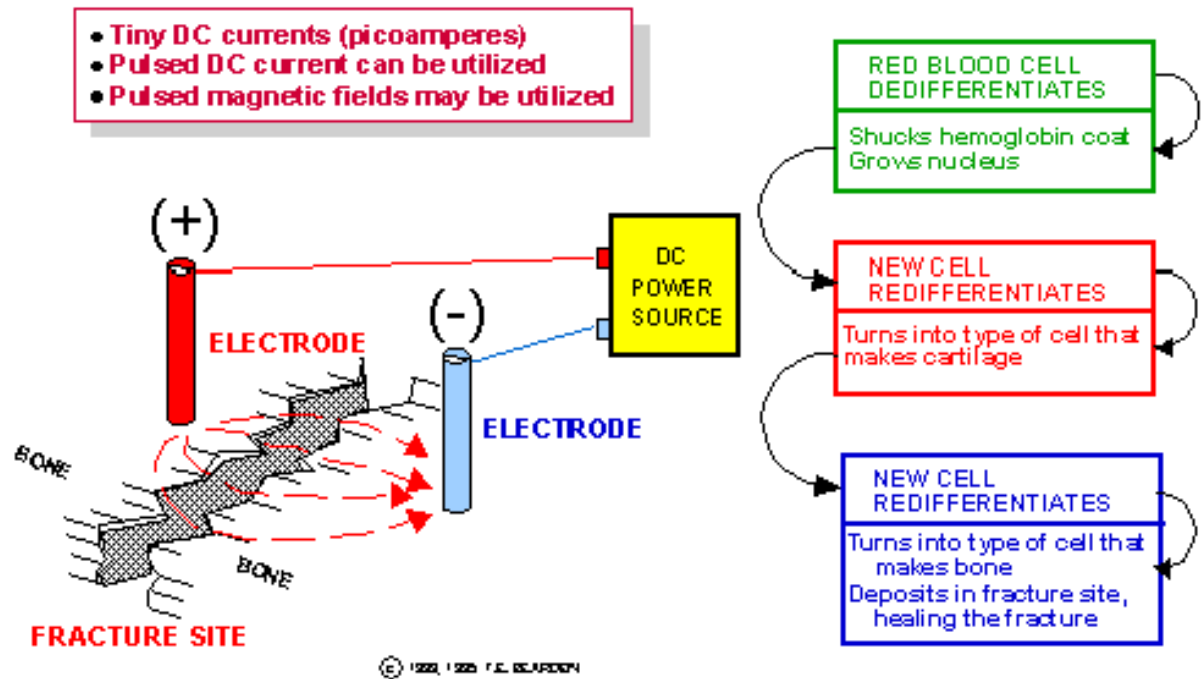 • Tiny DC currents (picoamperes)
• Pulsed DC current can be utilized
• Pulsed magnetic fields may be utilized
RED BLOOD CELL
DEDIFFERENTIATES
Shucks hemoglobin coat
Grows nucleus
(+)
DC
POWER
SOURCE
NEW CELL
REDIFFERENTIATES
Turns into type of cell that
makes cartilage
(-)
ELECTRODE
ELECTRODE
BONE
BONE
NEW CELL
REDIFFERENTIATES
Turns into type of cell that
makes bone
Deposits in fracture site,
healing the fracture
FRACTURE SITE
© T.E. BEARDEN